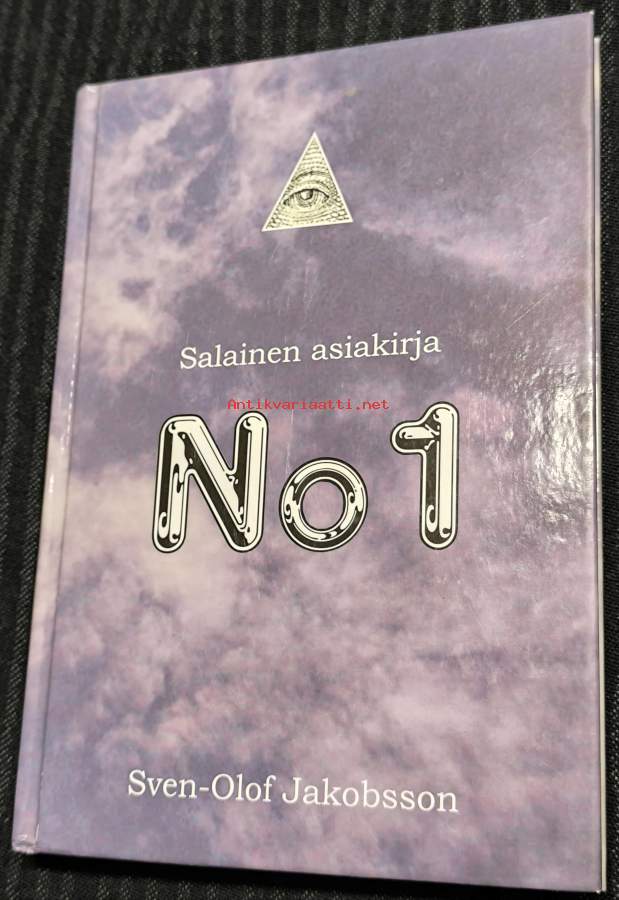 Salainen asiakirja
Antikvariaatti.net
No 1
Sven-Olof Jakobsson